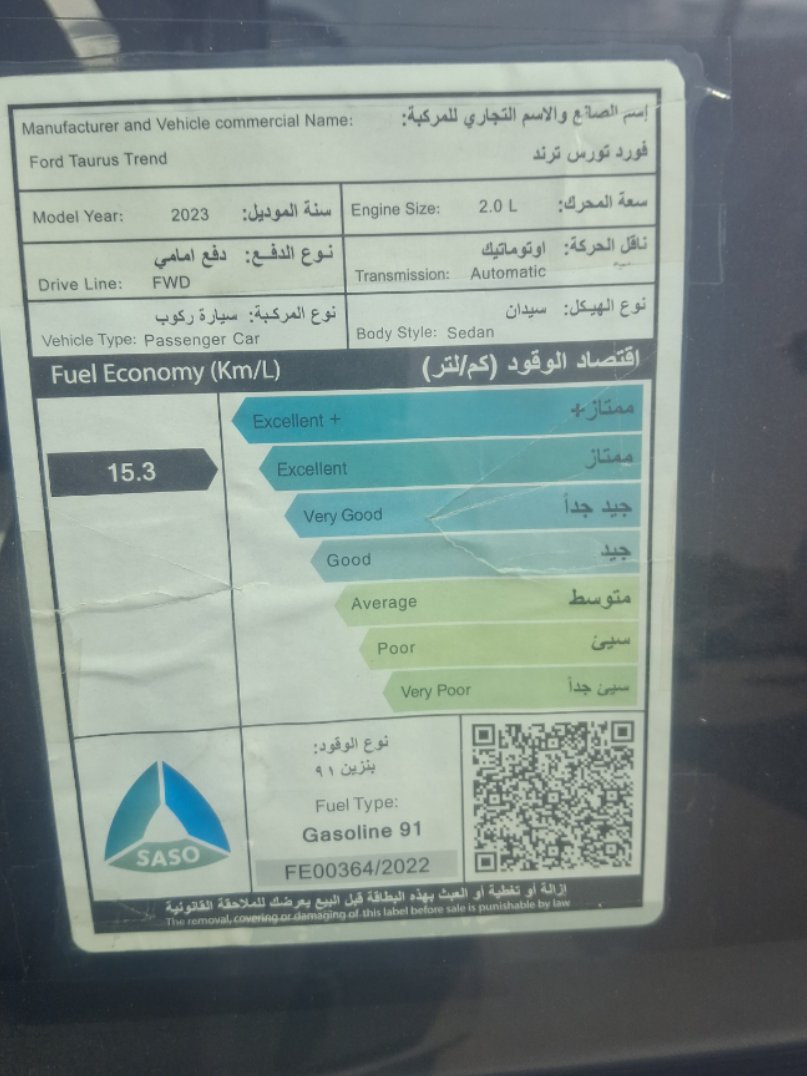 Manufacturer and Vehicle commercial Name: إسم الصانع والاسم التجاري للمركبة:
Ford Taurus Trend فورد تورس ترند
Model Year: 2023 سنة الموديل: Engine Size: 2.0 L سعة المحرك:
نوع الدفع: دفع امامي ناقل الحركة: اوتوماتيك
Drive Line: FWD Transmission: Automatic
نوع المركبة: سيارة ركوب نوع الهيكل: سيدان
Vehicle Type: Passenger Car Body Style: Sedan
Fuel Economy (Km/L) اقتصاد الوقود (كم/لتر)
Excellent + ممتاز+
15.3 Excellent ممتاز
Very Good جيد جداً
Good جيد
Average متوسط
Poor سيئ
Very Poor سيئ جداً
نوع الوقود:
بنزين ٩١
Fuel Type:
Gasoline 91
SASO
FE00364/2022
إزالة أو تغطية أو العبث بهذه البطاقة قبل البيع يعرضك للملاحقة القانونية
The removal, covering or damaging of this label before sale is punishable by law